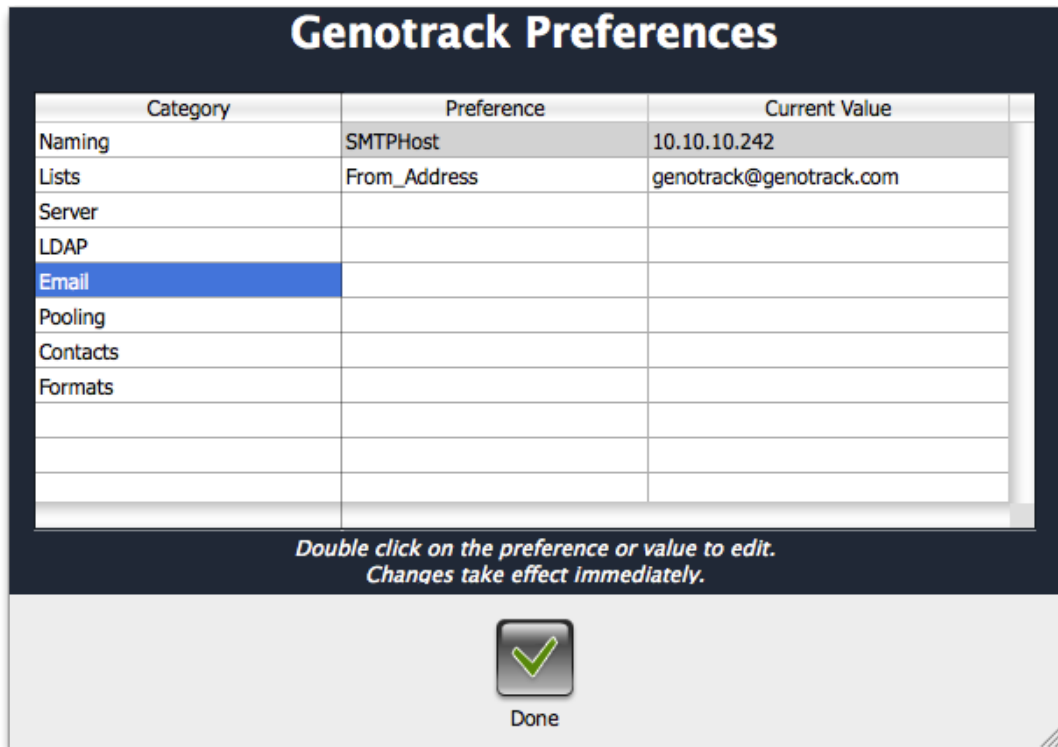 Genotrack Preferences
Category Preference Current Value
Naming SMTPHost 10.10.10.242
Lists From_Address genotrack@genotrack.com
Server
LDAP
Email
Pooling
Contacts
Formats
Double click on the preference or value to edit.
Changes take effect immediately.
Done